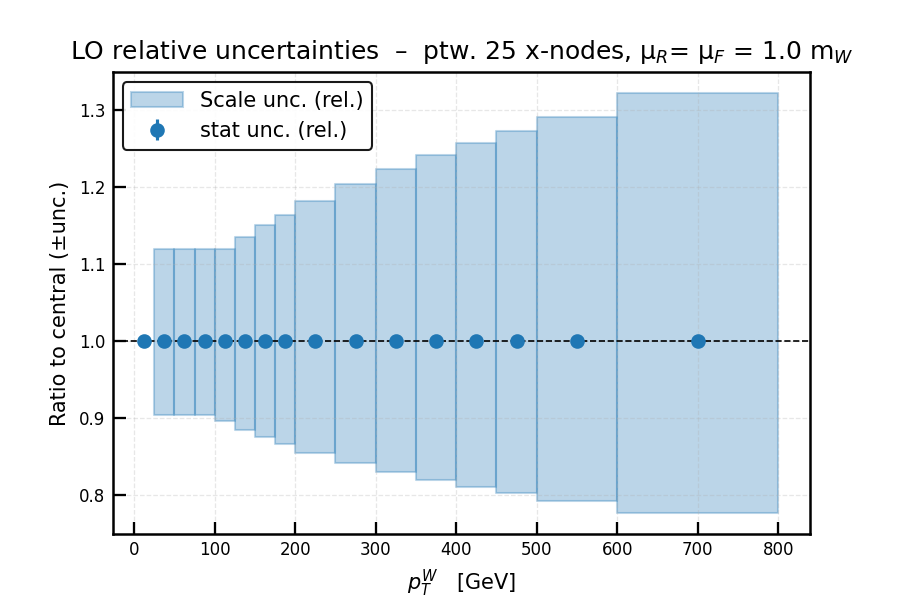 LO relative uncertainties – ptw. 25 x-nodes, μR= μF = 1.0 mW
Scale unc. (rel.)
stat unc. (rel.)
Ratio to central (±unc.)
1.3
1.2
1.1
1.0
0.9
0.8
0 100 200 300 400 500 600 700 800
pTW [GeV]